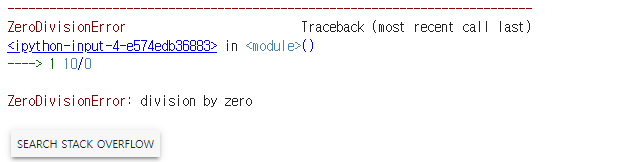 ---------------------------------------------------------------------------
ZeroDivisionError                         Traceback (most recent call last)
<ipython-input-4-e574edb36883> in <module>()
----> 1 10/0

ZeroDivisionError: division by zero
SEARCH STACK OVERFLOW